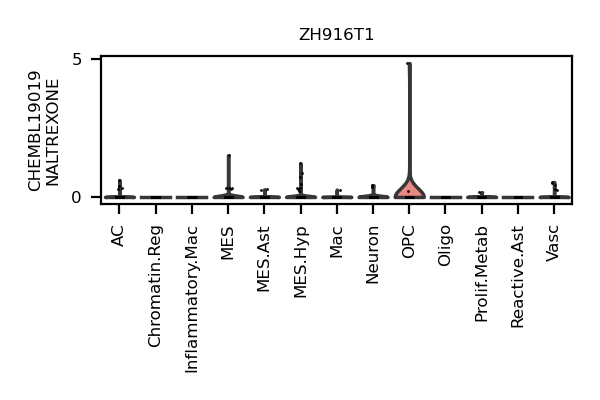 ZH916T1
CHEMBL19019
NALTREXONE
5
0
AC
Chromatin.Reg
Inflammatory.Mac
MES
MES.Ast
MES.Hyp
Mac
Neuron
OPC
Oligo
Prolif.Metab
Reactive.Ast
Vasc